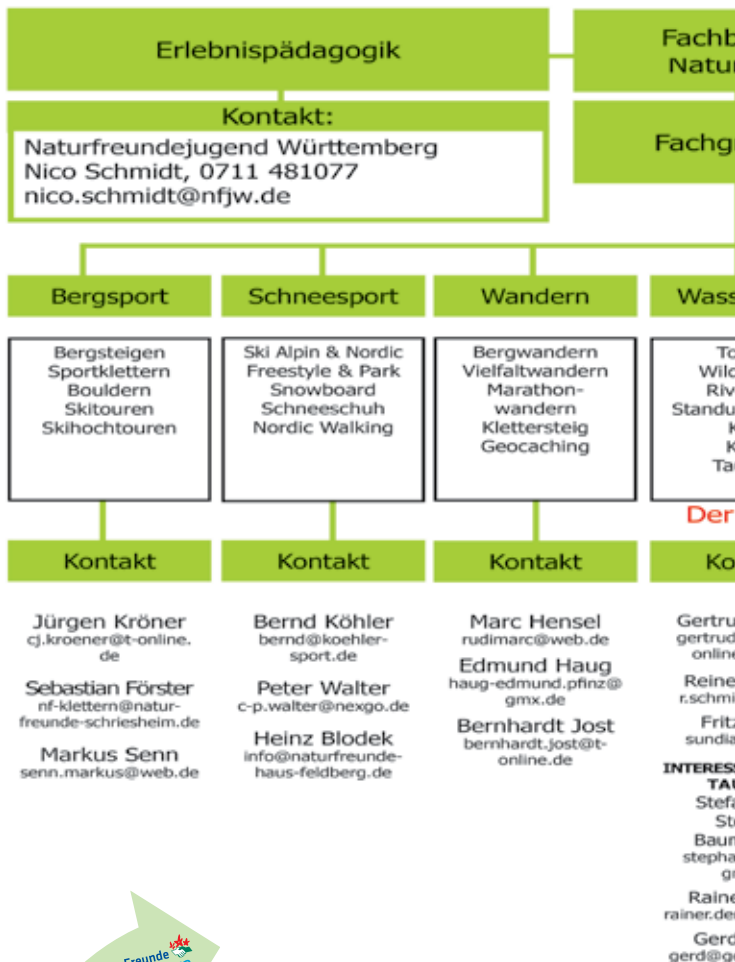 Erlebnispädagogik
Kontakt:
Naturfreundejugend Württemberg
Nico Schmidt, 0711 481077
nico.schmidt@nfjw.de
Bergsport
Bergsteigen
Sportklettern
Bouldern
Skitouren
Skihochtouren
Kontakt
Jürgen Kröner
cj.kroener@t-online.
de
Sebastian Förster
nf-klettern@natur-
freunde-schriesheim.de
Markus Senn
senn.markus@web.de
Schneesport
Ski Alpin & Nordic
Freestyle & Park
Snowboard
Schneeschuh
Nordic Walking
Kontakt
Bernd Köhler
bernd@koehler-
sport.de
Peter Walter
c-p.walter@nexgo.de
Heinz Blodek
info@naturfreunde-
haus-feldberg.de
Wandern
Bergwandern
Vielfaltwandern
Marathon-
wandern
Klettersteig
Geocaching
Kontakt
Marc Hensel
rudimarc@web.de
Edmund Haug
haug-edmund.pfinz@
gmx.de
Bernhardt Jost
bernhardt.jost@t-
online.de
Der